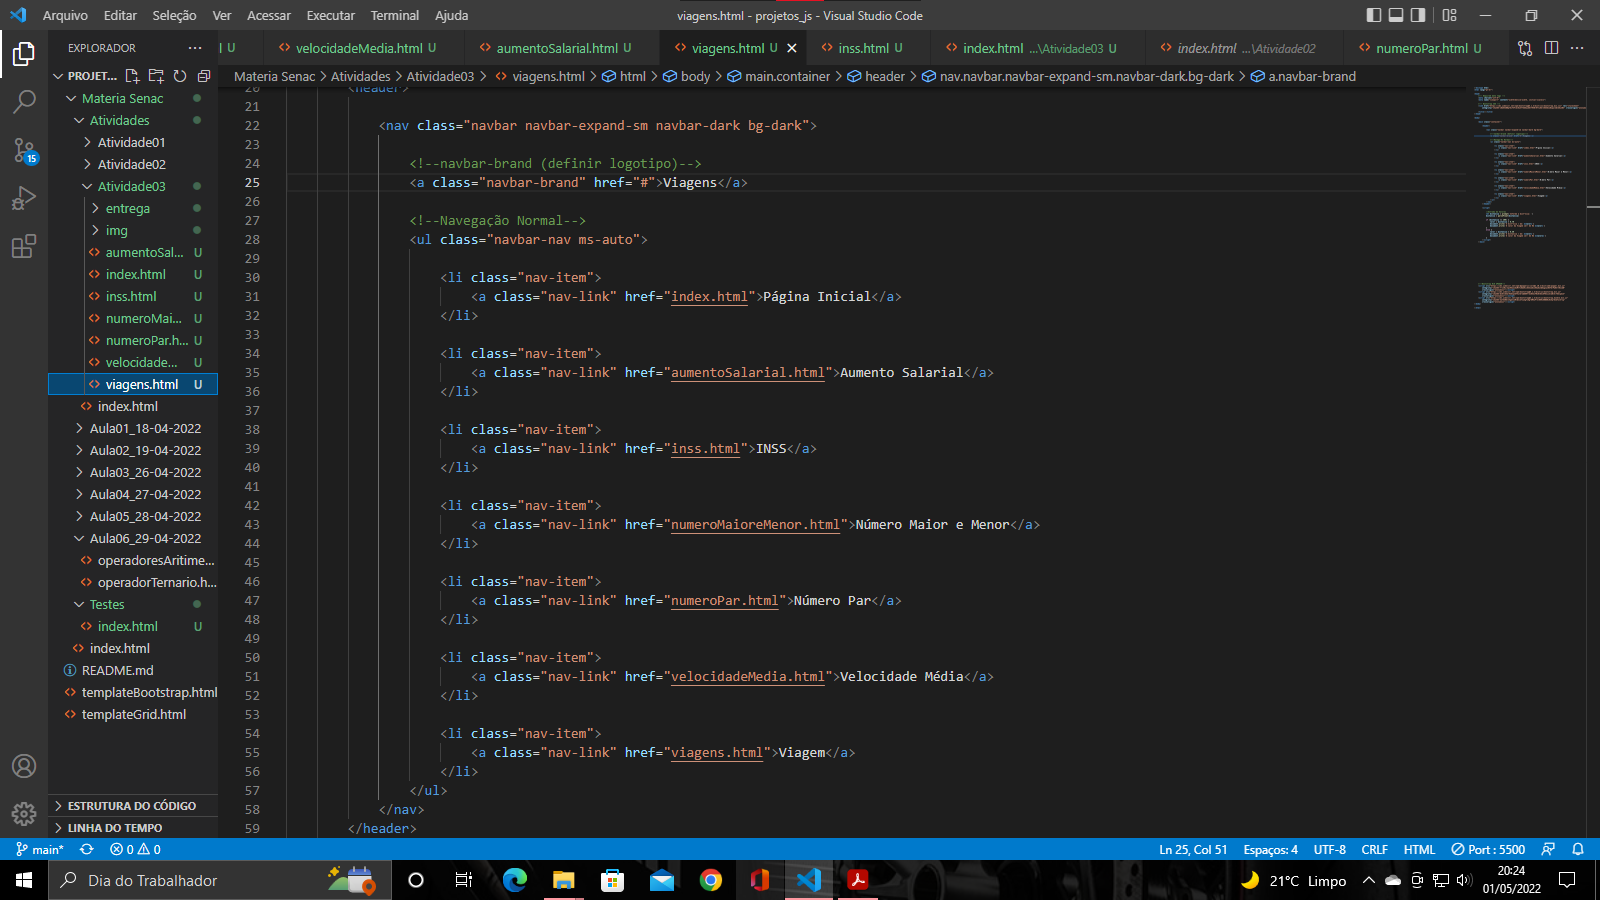 Arquivo Editar Seleção Ver Acessar Executar Terminal Ajuda
viagens.html - projetos_js - Visual Studio Code
EXPLORADOR
l U
velocidadeMedia.html U
aumentoSalarial.html U
viagens.html U
inss.html U
index.html ...\Atividade03 U
index.html ...\Atividade02
numeroPar.html U
Materia Senac > Atividades > Atividade03 > viagens.html > html > body > main.container > header > nav.navbar.navbar-expand-sm.navbar-dark.bg-dark > a.navbar-brand
PROJET...
Materia Senac
Atividades
Atividade01
Atividade02
Atividade03
entrega
img
aumentoSal... U
index.html U
inss.html U
numeroMai... U
numeroPar.h... U
velocidade... U
viagens.html U
index.html
Aula01_18-04-2022
Aula02_19-04-2022
Aula03_26-04-2022
Aula04_27-04-2022
Aula05_28-04-2022
Aula06_29-04-2022
operadoresAritime...
operadorTernario.h...
Testes
index.html U
index.html
README.md
templateBootstrap.html
templateGrid.html
ESTRUTURA DO CÓDIGO
LINHA DO TEMPO
15
20 <header>
21
22 <nav class="navbar navbar-expand-sm navbar-dark bg-dark">
23
24 <!--navbar-brand (definir logotipo)-->
25 <a class="navbar-brand" href="#">Viagens</a>
26
27 <!--Navegação Normal-->
28 <ul class="navbar-nav ms-auto">
29
30 <li class="nav-item">
31 <a class="nav-link" href="index.html">Página Inicial</a>
32 </li>
33
34 <li class="nav-item">
35 <a class="nav-link" href="aumentoSalarial.html">Aumento Salarial</a>
36 </li>
37
38 <li class="nav-item">
39 <a class="nav-link" href="inss.html">INSS</a>
40 </li>
41
42 <li class="nav-item">
43 <a class="nav-link" href="numeroMaioreMenor.html">Número Maior e Menor</a>
44 </li>
45
46 <li class="nav-item">
47 <a class="nav-link" href="numeroPar.html">Número Par</a>
48 </li>
49
50 <li class="nav-item">
51 <a class="nav-link" href="velocidadeMedia.html">Velocidade Média</a>
52 </li>
53
54 <li class="nav-item">
55 <a class="nav-link" href="viagens.html">Viagem</a>
56 </li>
57 </ul>
58 </nav>
59 </header>
main* 0 0
Ln 25, Col 51 Espaços: 4 UTF-8 CRLF HTML Port : 5500
Dia do Trabalhador
21°C Limpo
20:24
01/05/2022